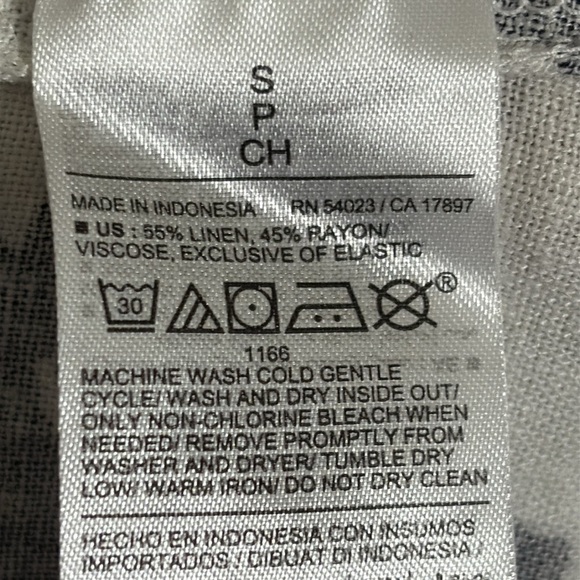 S
P
CH
MADE IN INDONESIA RN 54023 / CA 17897
■ US : 55% LINEN, 45% RAYON/
VISCOSE, EXCLUSIVE OF ELASTIC
30 ®
1166
MACHINE WASH COLD GENTLE
CYCLE/ WASH AND DRY INSIDE OUT/
ONLY NON-CHLORINE BLEACH WHEN
NEEDED/ REMOVE PROMPTLY FROM
WASHER AND DRYER/ TUMBLE DRY
LOW/ WARM IRON/ DO NOT DRY CLEAN
HECHO EN INDONESIA CON INSUMOS
IMPORTADOS / DIBUAT DI INDONESIA /